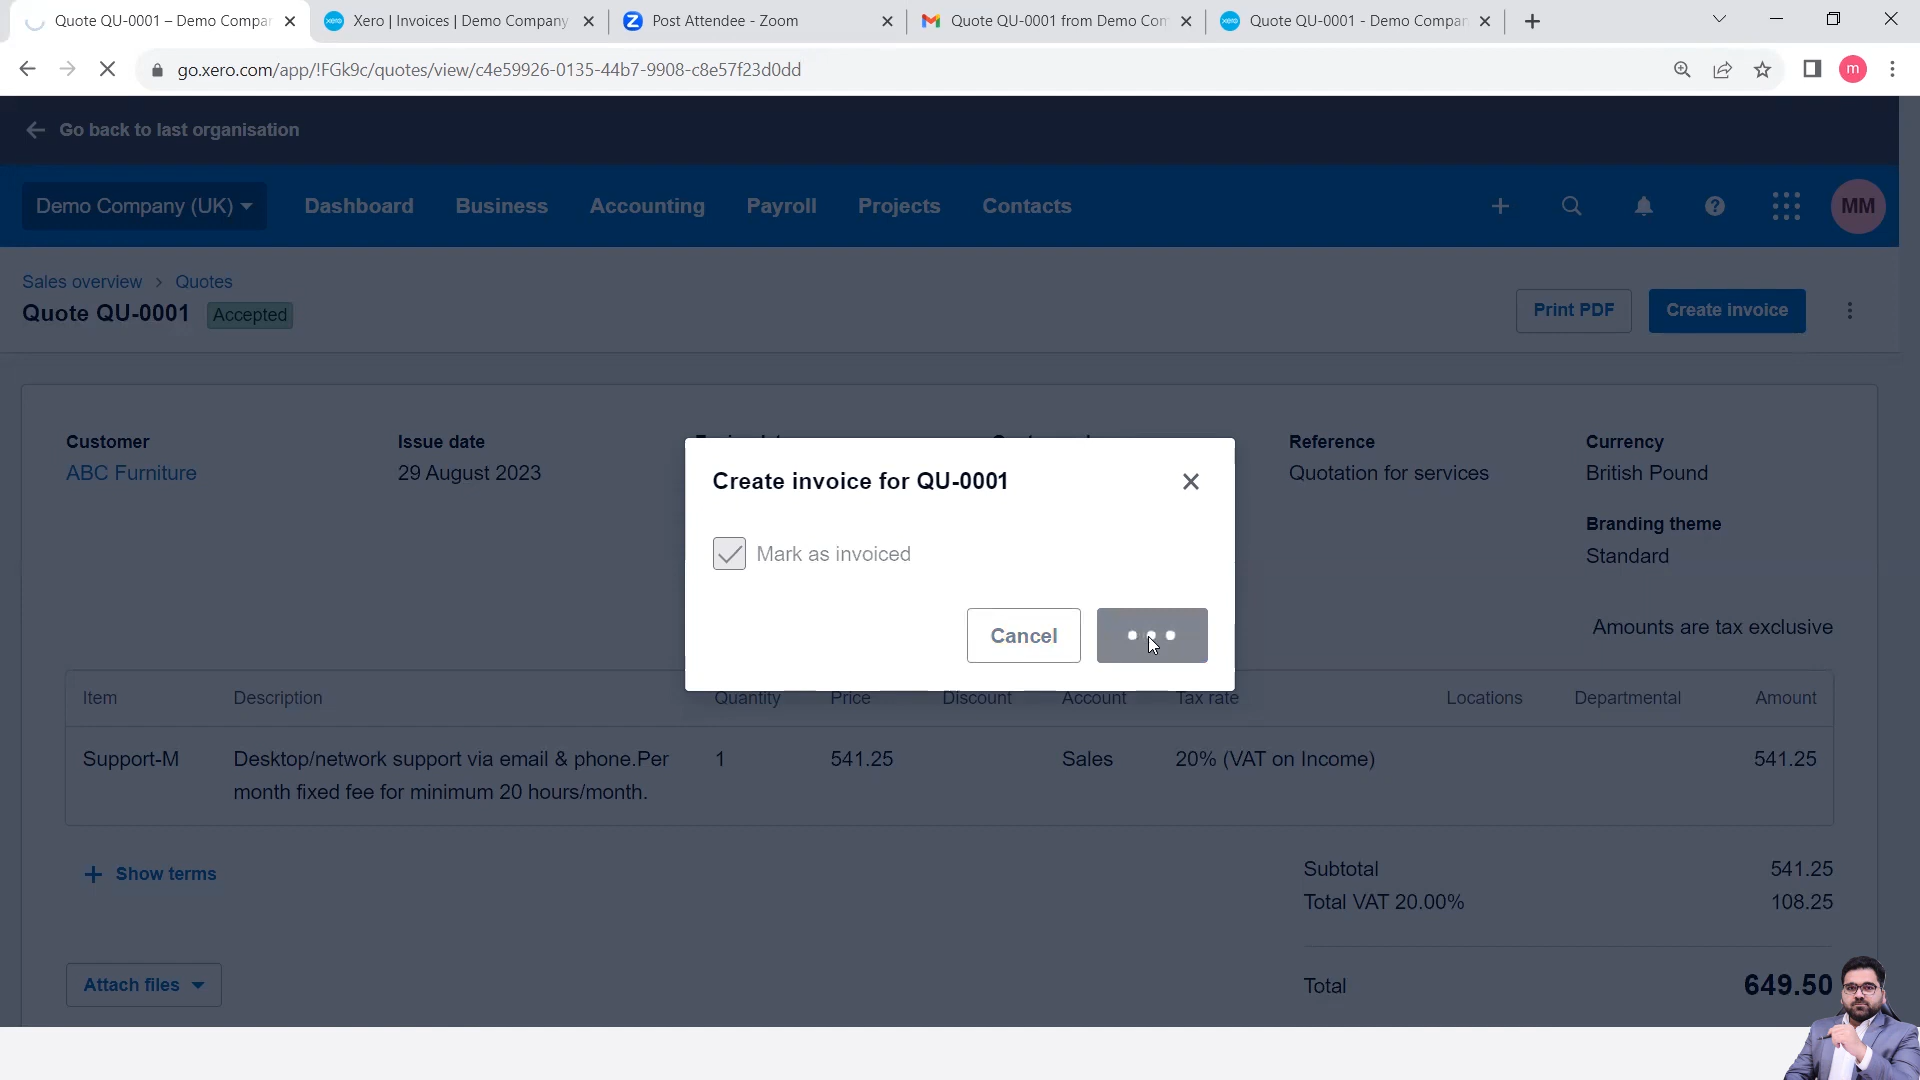 Quote QU-0001 – Demo Compar
Xero | Invoices | Demo Company
Post Attendee - Zoom
Quote QU-0001 from Demo Com
Quote QU-0001 - Demo Compan
go.xero.com/app/!FGk9c/quotes/view/c4e59926-0135-44b7-9908-c8e57f23d0dd
m
Go back to last organisation
Demo Company (UK)
Dashboard
Business
Accounting
Payroll
Projects
Contacts
MM
Sales overview > Quotes
Quote QU-0001 Accepted
Print PDF
Create invoice
Customer
ABC Furniture
Issue date
29 August 2023
Reference
Quotation for services
Currency
British Pound
Branding theme
Standard
Create invoice for QU-0001
Mark as invoiced
Cancel
Amounts are tax exclusive
Item Description Quantity Price Discount Account Tax rate Locations Departmental Amount
Support-M Desktop/network support via email & phone.Per 1 541.25 Sales 20% (VAT on Income) 541.25
month fixed fee for minimum 20 hours/month.
Show terms
Subtotal 541.25
Total VAT 20.00% 108.25
Attach files
Total 649.50